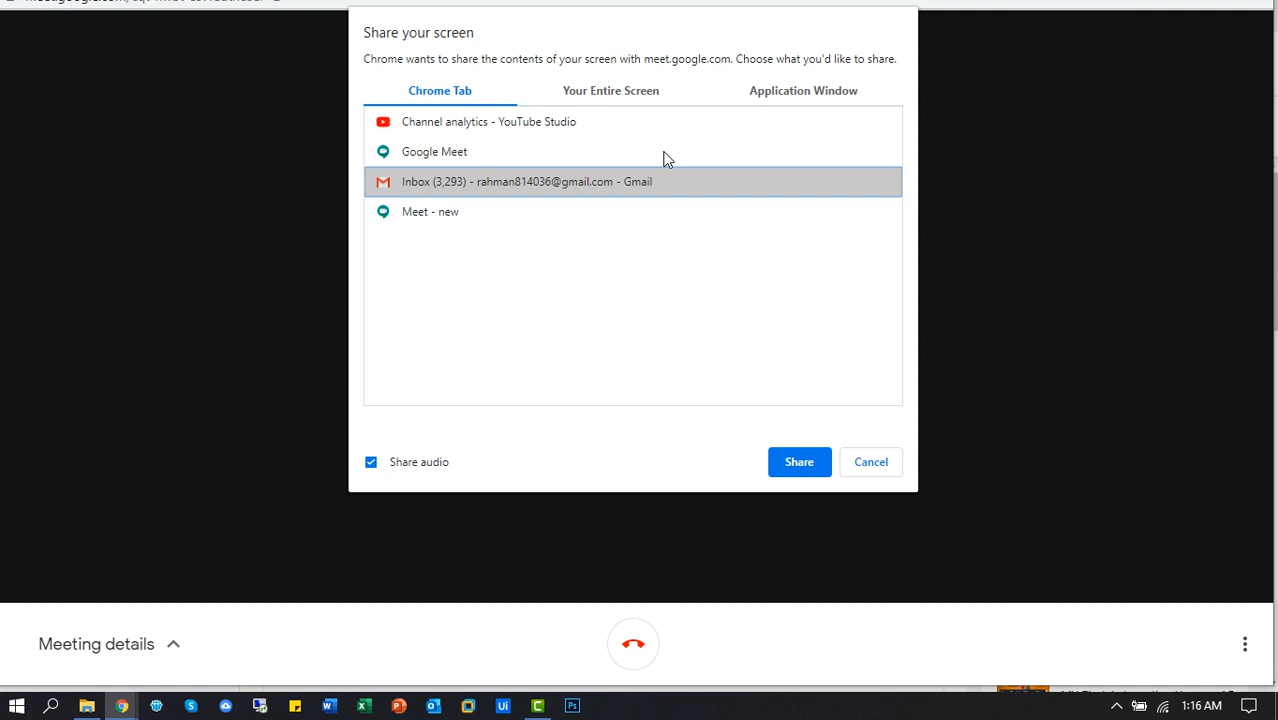 Share your screen
Chrome wants to share the contents of your screen with meet.google.com. Choose what you'd like to share.
Chrome Tab
Your Entire Screen
Application Window
Channel analytics - YouTube Studio
Google Meet
Inbox (3,293) - rahman814036@gmail.com - Gmail
Meet - new
Share audio
Share
Cancel
Meeting details
1:16 AM